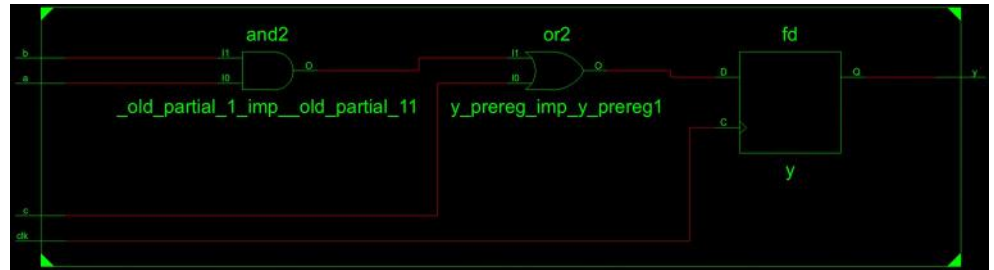 and2
or2
fd
b
I1
O
I1
O
D
Q
y
a
I0
I0
_old_partial_1_imp__old_partial_11
y_prereg_imp_y_prereg1
C
y
c
clk